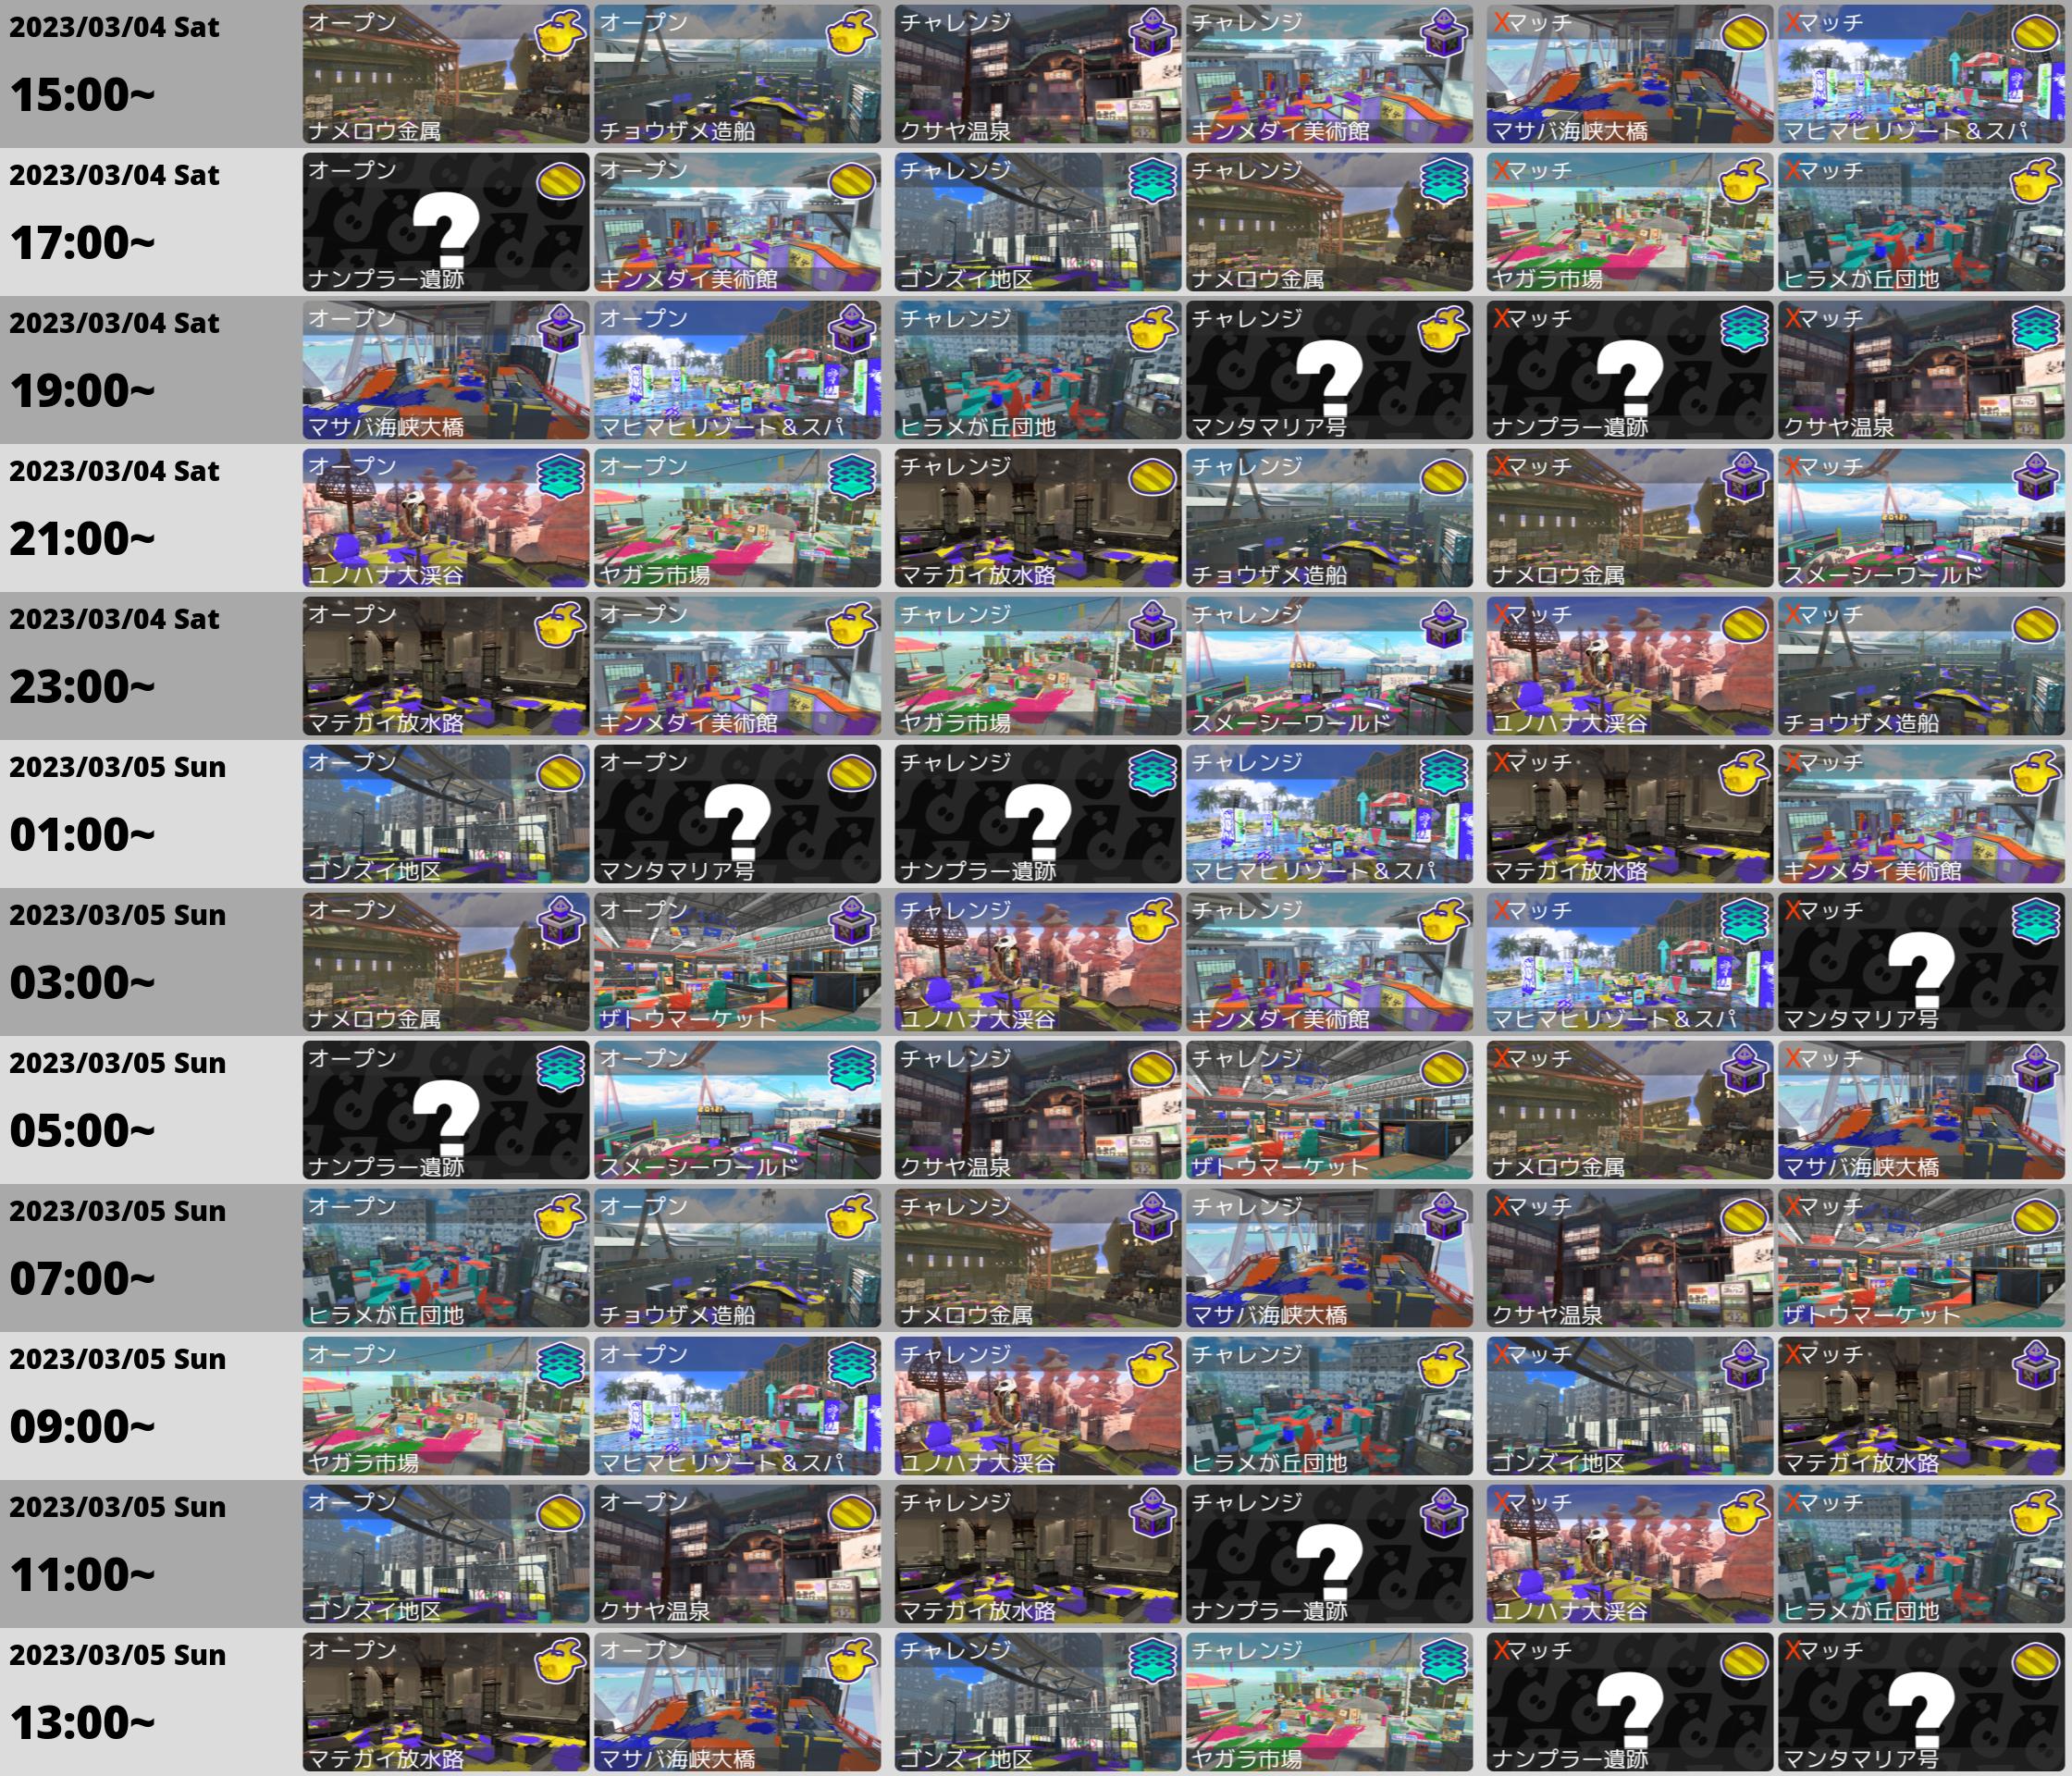 2023/03/04 Sat
15:00~
オープン
ナメロウ金属
オープン
チョウザメ造船
チャレンジ
クサヤ温泉
チャレンジ
キンメダイ美術館
Xマッチ
マサバ海峡大橋
Xマッチ
マヒマヒリゾート＆スパ
2023/03/04 Sat
17:00~
オープン
?
ナンプラー遺跡
オープン
キンメダイ美術館
チャレンジ
ゴンズイ地区
チャレンジ
ナメロウ金属
Xマッチ
ヤガラ市場
Xマッチ
ヒラメが丘団地
2023/03/04 Sat
19:00~
オープン
マサバ海峡大橋
オープン
マヒマヒリゾート＆スパ
チャレンジ
ヒラメが丘団地
チャレンジ
?
マンタマリア号
Xマッチ
?
ナンプラー遺跡
Xマッチ
クサヤ温泉
2023/03/04 Sat
21:00~
オープン
ユノハナ大渓谷
オープン
ヤガラ市場
チャレンジ
マテガイ放水路
チャレンジ
チョウザメ造船
Xマッチ
ナメロウ金属
Xマッチ
スメーシーワールド
2023/03/04 Sat
23:00~
オープン
マテガイ放水路
オープン
キンメダイ美術館
チャレンジ
ヤガラ市場
チャレンジ
スメーシーワールド
Xマッチ
ユノハナ大渓谷
Xマッチ
チョウザメ造船
2023/03/05 Sun
01:00~
オープン
ゴンズイ地区
オープン
?
マンタマリア号
チャレンジ
?
ナンプラー遺跡
チャレンジ
マヒマヒリゾート＆スパ
Xマッチ
マテガイ放水路
Xマッチ
キンメダイ美術館
2023/03/05 Sun
03:00~
オープン
ナメロウ金属
オープン
ザトウマーケット
チャレンジ
ユノハナ大渓谷
チャレンジ
キンメダイ美術館
Xマッチ
マヒマヒリゾート＆スパ
Xマッチ
?
マンタマリア号
2023/03/05 Sun
05:00~
オープン
?
ナンプラー遺跡
オープン
スメーシーワールド
チャレンジ
クサヤ温泉
チャレンジ
ザトウマーケット
Xマッチ
ナメロウ金属
Xマッチ
マサバ海峡大橋
2023/03/05 Sun
07:00~
オープン
ヒラメが丘団地
オープン
チョウザメ造船
チャレンジ
ナメロウ金属
チャレンジ
マサバ海峡大橋
Xマッチ
クサヤ温泉
Xマッチ
ザトウマーケット
2023/03/05 Sun
09:00~
オープン
ヤガラ市場
オープン
マヒマヒリゾート＆スパ
チャレンジ
ユノハナ大渓谷
チャレンジ
ヒラメが丘団地
Xマッチ
ゴンズイ地区
Xマッチ
マテガイ放水路
2023/03/05 Sun
11:00~
オープン
ゴンズイ地区
オープン
クサヤ温泉
チャレンジ
マテガイ放水路
チャレンジ
?
ナンプラー遺跡
Xマッチ
ユノハナ大渓谷
Xマッチ
ヒラメが丘団地
2023/03/05 Sun
13:00~
オープン
マテガイ放水路
オープン
マサバ海峡大橋
チャレンジ
ゴンズイ地区
チャレンジ
ヤガラ市場
Xマッチ
?
ナンプラー遺跡
Xマッチ
?
マンタマリア号